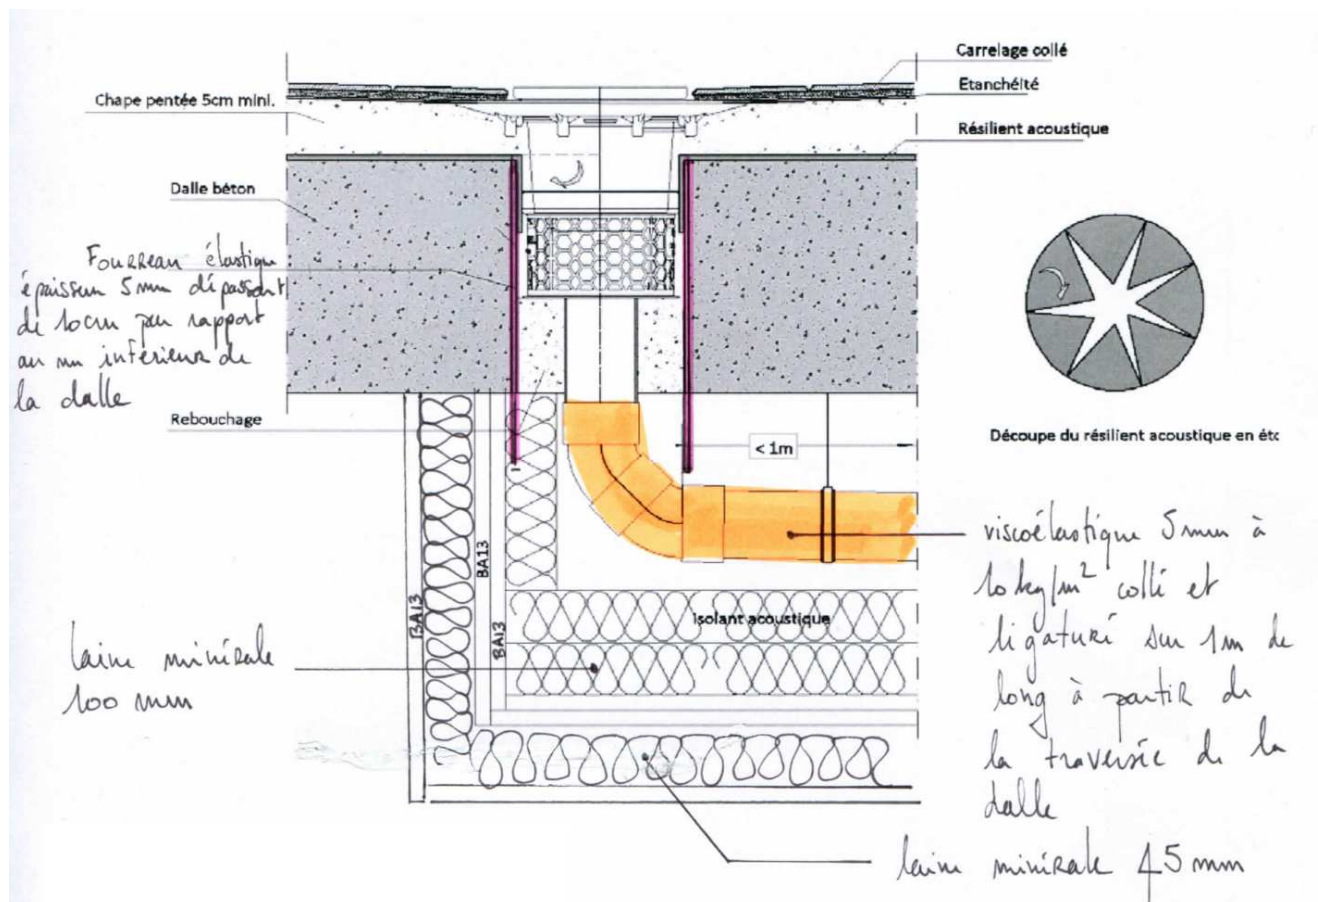 Carrelage collé
Etanchéité
Chape pentée 5cm mini.
Résilient acoustique
Dalle béton
Fourreau élastique
épaisseur 5mm dépassant
de 10cm par rapport
au nu inférieur de
la dalle
Rebouchage
< 1m
Découpe du résilient acoustique en étc
viscoélastique 5mm à
10kg/m² collé et
ligaturé sur 1m de
long à partir de
la traversée de la
dalle
BA13
BA13
BA13
Isolant acoustique
laine minérale
100 mm
laine minérale 45mm